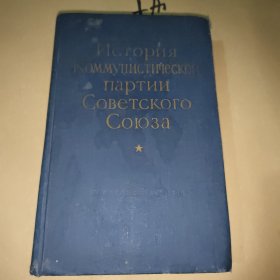 История
Коммунистической
партии
Советского
Союза